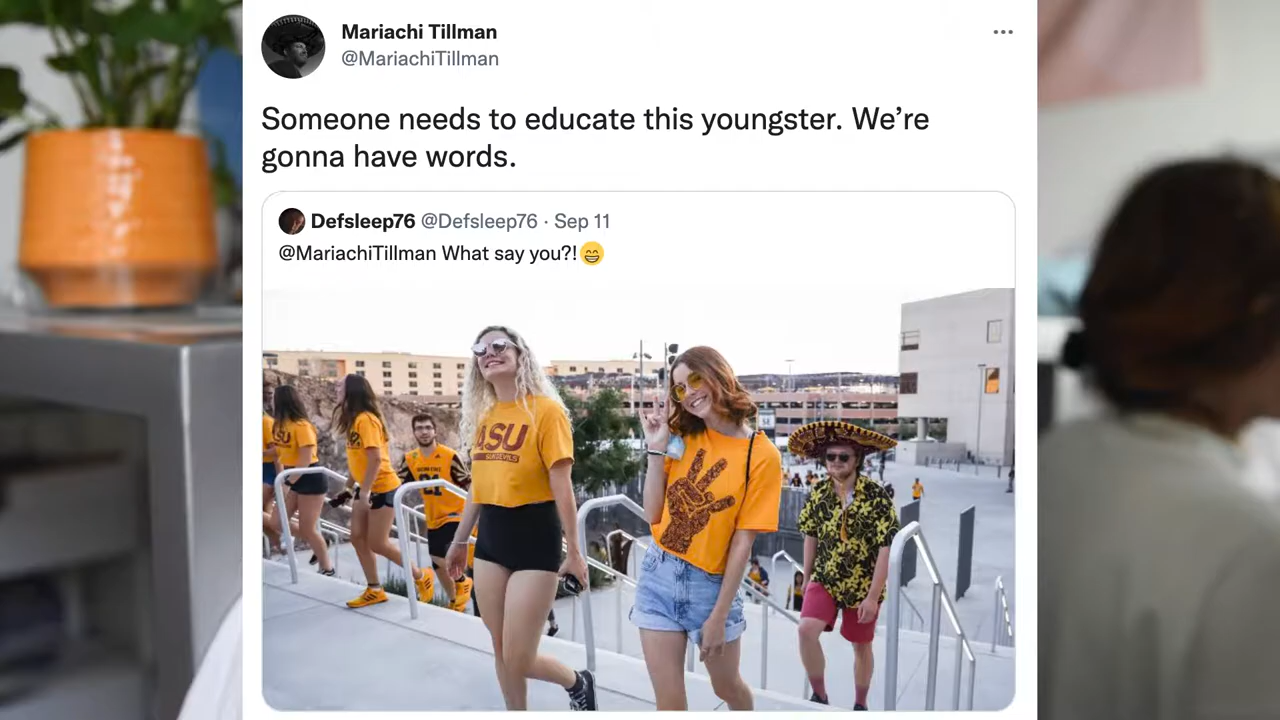 Mariachi Tillman
@MariachiTillman
Someone needs to educate this youngster. We’re
gonna have words.
Defsleep76 @Defsleep76 · Sep 11
@MariachiTillman What say you?!😁
ASU
ASU
SUN DEVILS